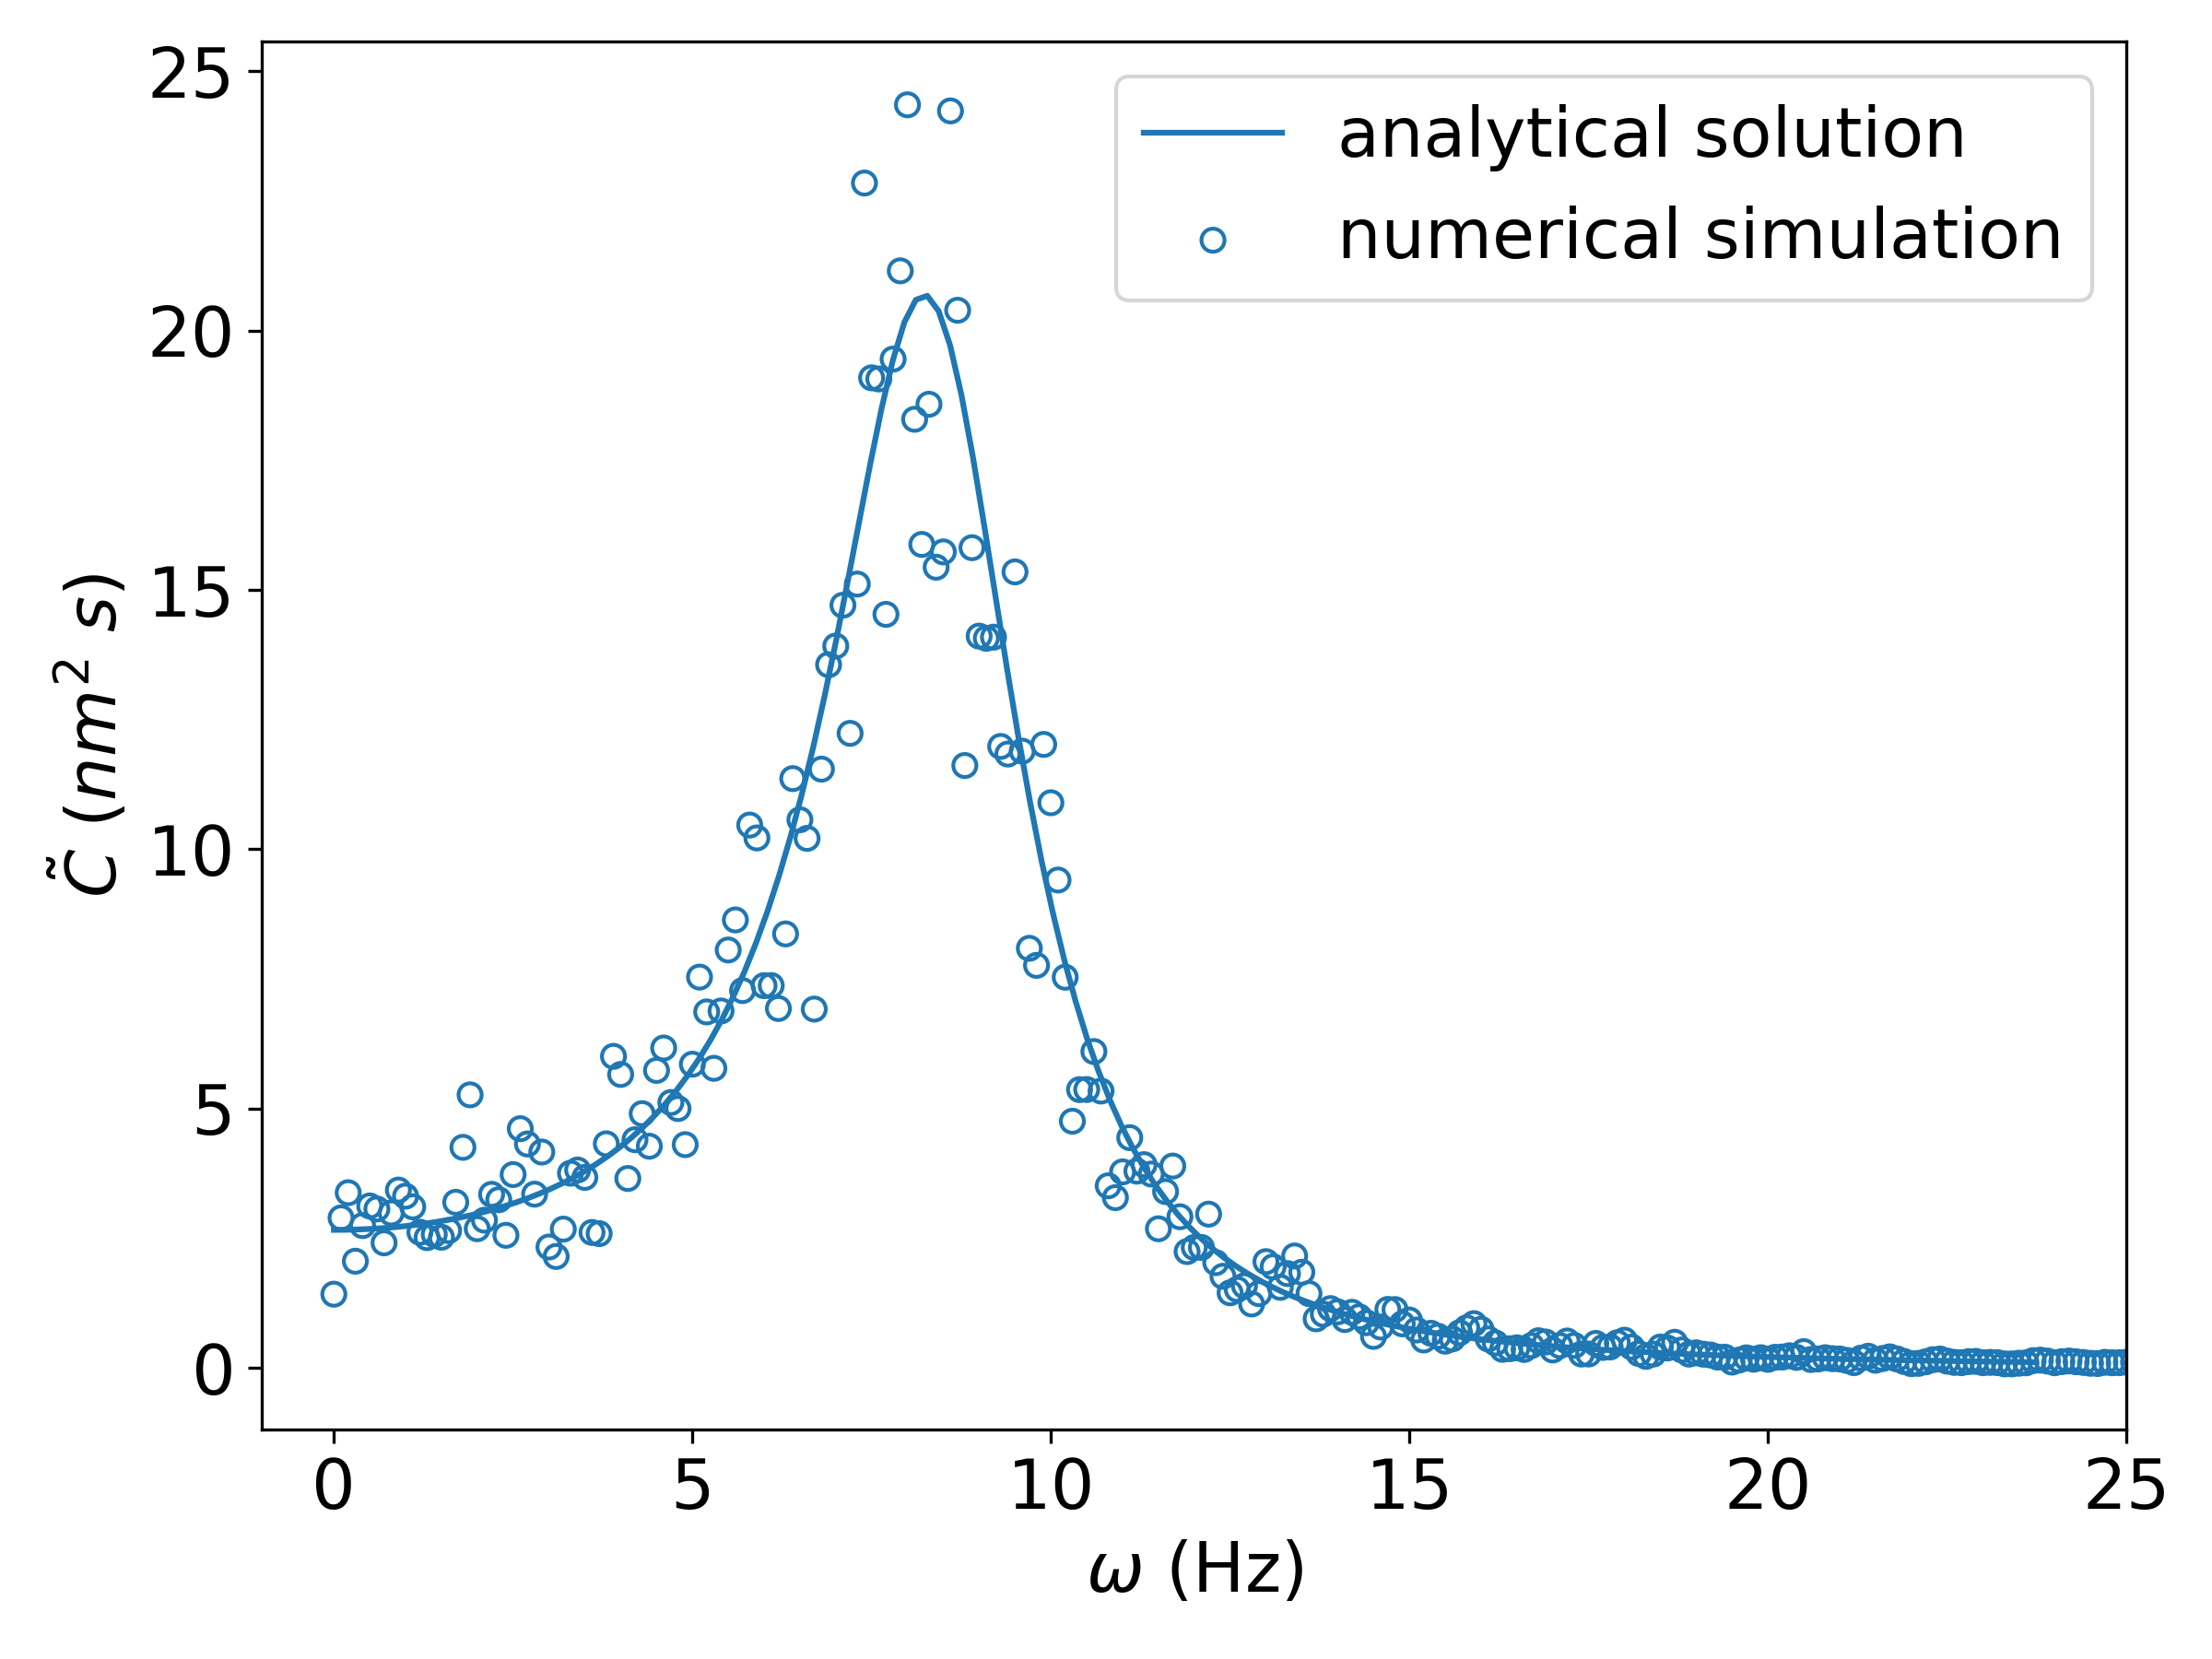 25
20
15
10
5
0
C̃ (nm² s)
analytical solution
numerical simulation
0 5 10 15 20 25
ω (Hz)